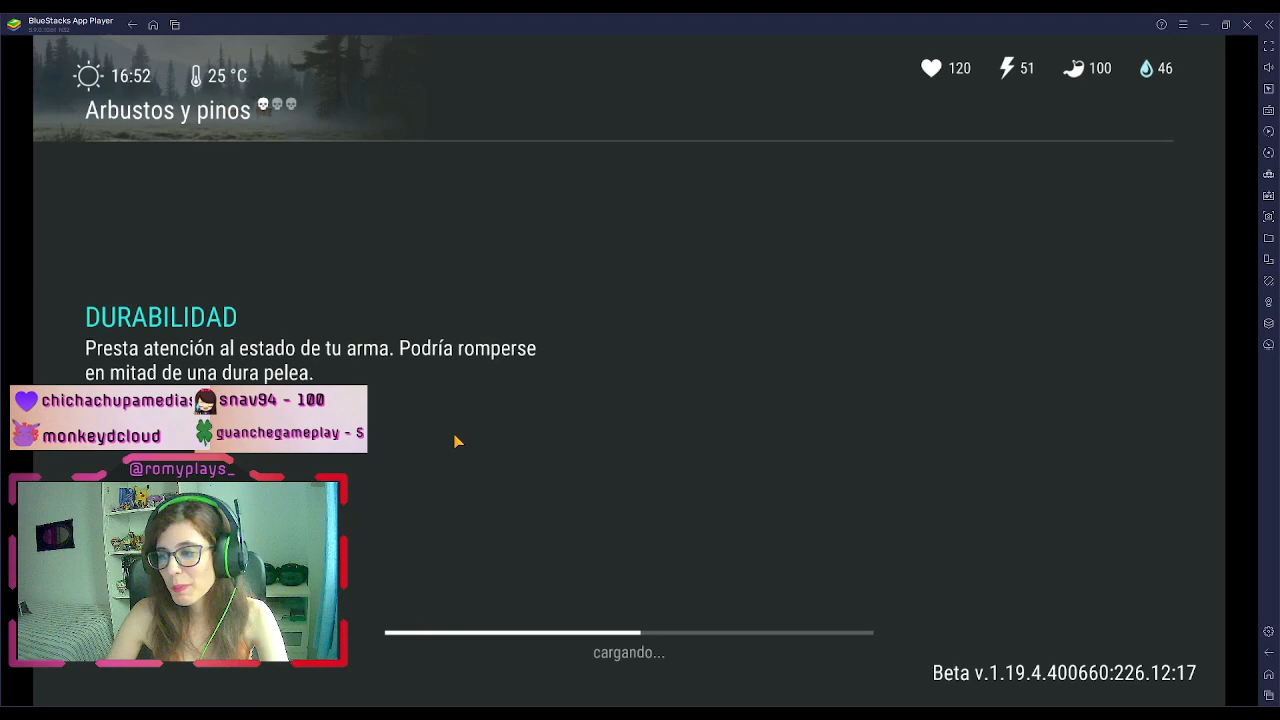 BlueStacks App Player
16:52
25 °C
120
51
100
46
Arbustos y pinos
DURABILIDAD
Presta atención al estado de tu arma. Podría romperse
en mitad de una dura pelea.
chichachupamedias
snav94 - 100
monkeydcloud
guanchegameplay - S
@romyplays_
cargando...
Beta v.1.19.4.400660:226.12:17